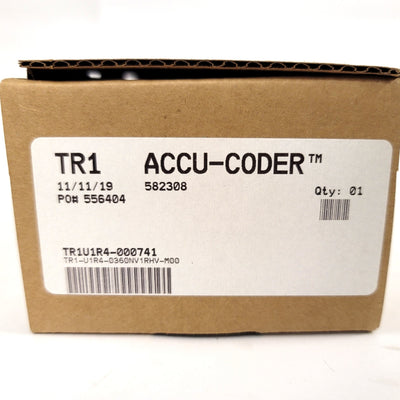 TR1 ACCU-CODER™
11/11/19 582308
PO# 556404
Qty: 01
TR1U1R4-000741
TR1-U1R4-0360NV1RHV-M00